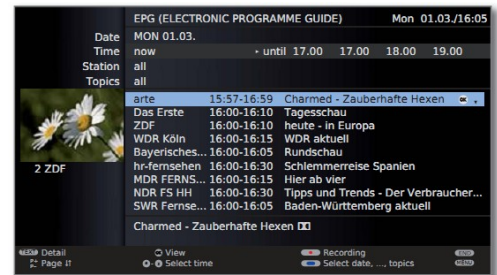 EPG (ELECTRONIC PROGRAMME GUIDE) Mon 01.03./16:05
Date MON 01.03.
Time now ▸ until 17.00 17.00 18.00 19.00
Station all
Topics all
arte 15:57-16:59 Charmed - Zauberhafte Hexen OK
Das Erste 16:00-16:10 Tagesschau
ZDF 16:00-16:10 heute - in Europa
WDR Köln 16:00-16:15 WDR aktuell
Bayerisches... 16:00-16:05 Rundschau
hr-fernsehen 16:00-16:30 Schlemmerreise Spanien
MDR FERNS... 16:00-16:15 Hier ab vier
NDR FS HH 16:00-16:30 Tipps und Trends - Der Verbraucher...
SWR Fernse... 16:00-16:05 Baden-Württemberg aktuell
2 ZDF
Charmed - Zauberhafte Hexen
TEXT Detail OK View Recording END
P+ P- Page ↓↑ 0-9 Select time Select date, ..., topics MENU